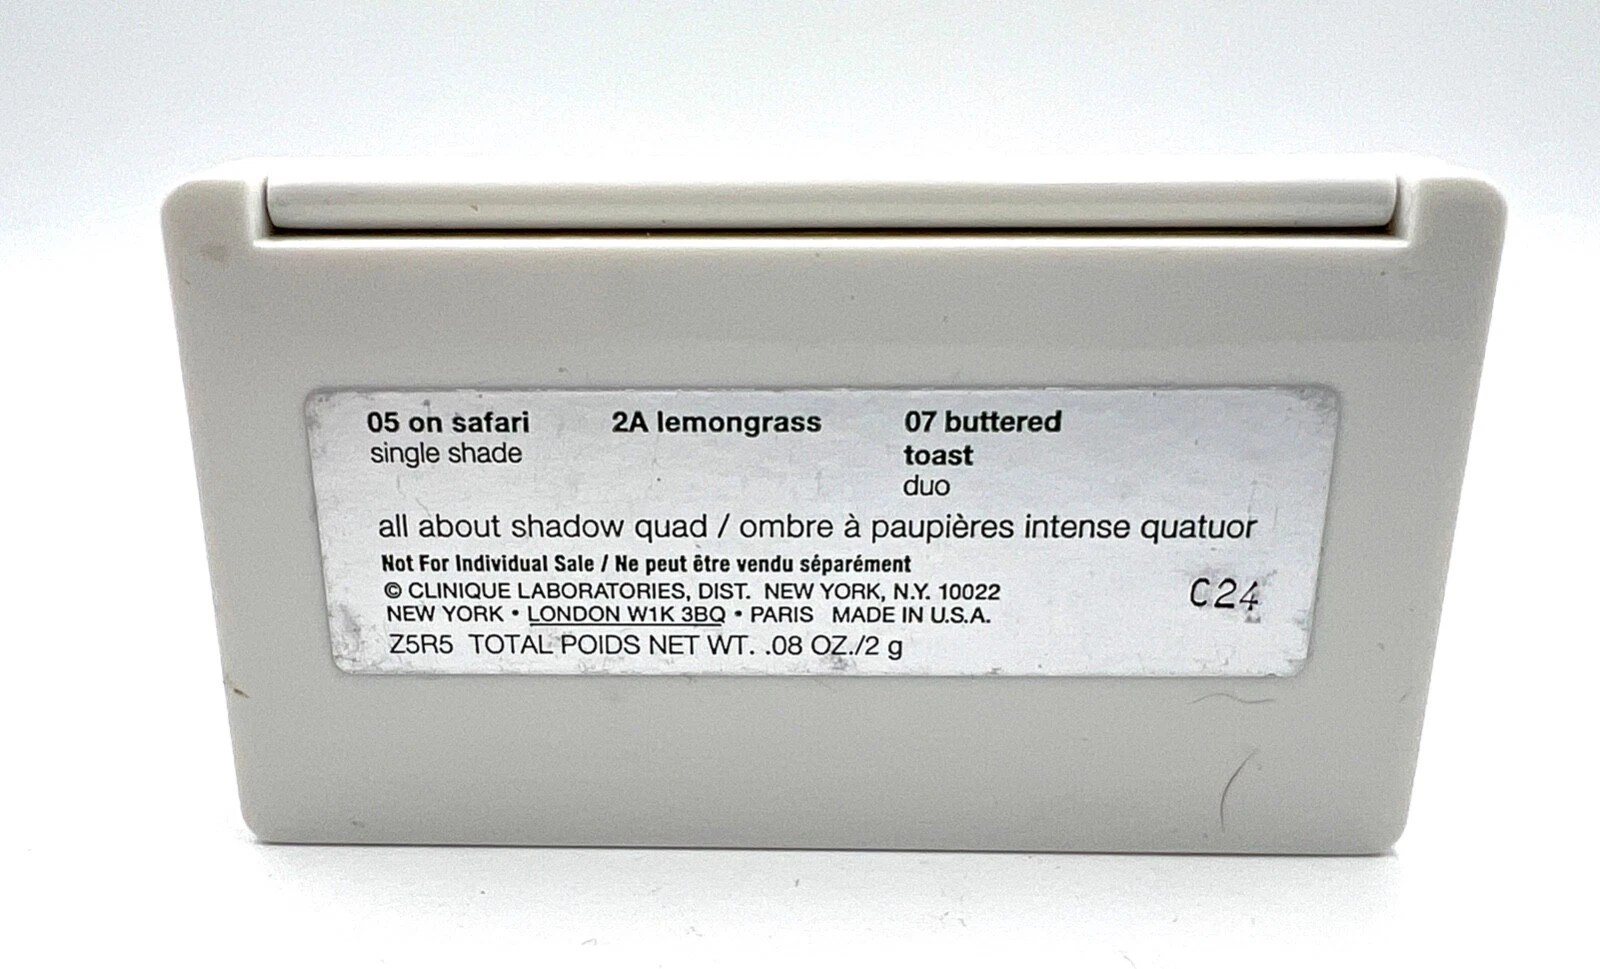 05 on safari 2A lemongrass 07 buttered
single shade toast
duo
all about shadow quad / ombre à paupières intense quatuor
Not For Individual Sale / Ne peut être vendu séparément
© CLINIQUE LABORATORIES, DIST. NEW YORK, N.Y. 10022
NEW YORK • LONDON W1K 3BQ • PARIS MADE IN U.S.A.
C24
Z5R5 TOTAL POIDS NET WT. .08 OZ./2 g